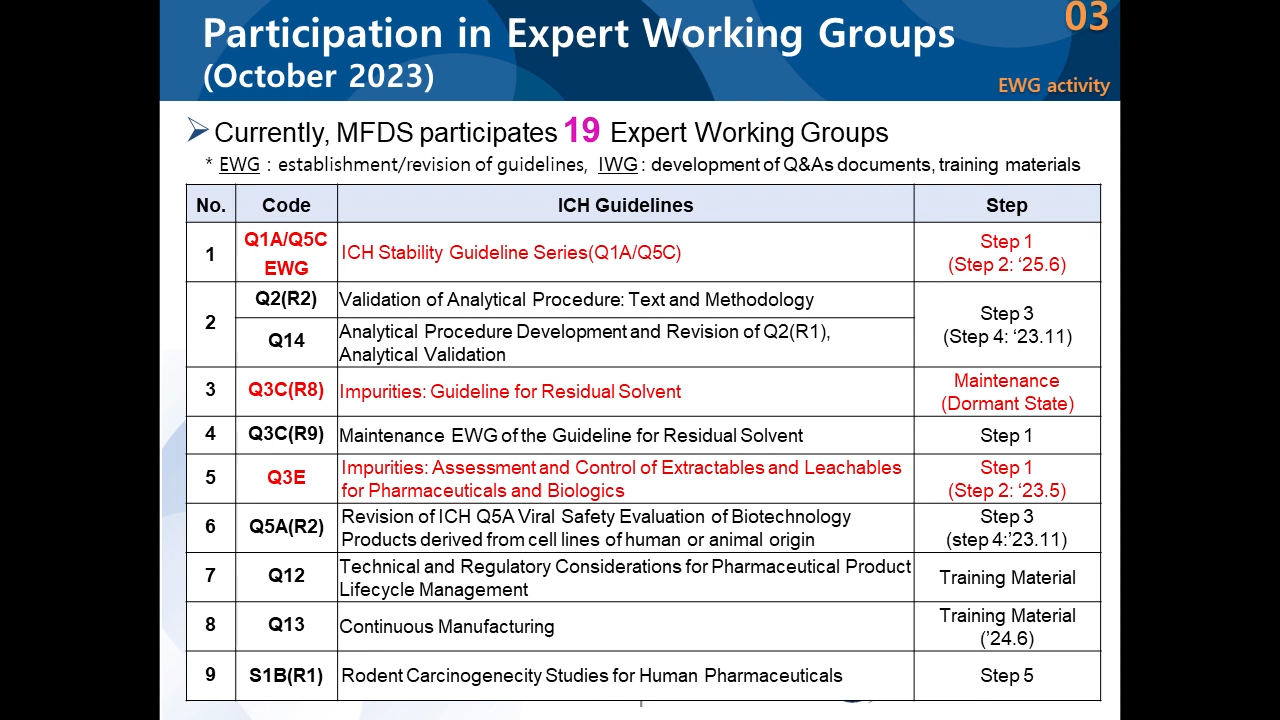 Participation in Expert Working Groups
(October 2023)
03
EWG activity
Currently, MFDS participates 19 Expert Working Groups
* EWG : establishment/revision of guidelines, IWG : development of Q&As documents, training materials
No. Code ICH Guidelines Step
1 Q1A/Q5C EWG ICH Stability Guideline Series(Q1A/Q5C) Step 1 (Step 2: ‘25.6)
2 Q2(R2) Validation of Analytical Procedure: Text and Methodology Step 3 (Step 4: ‘23.11)
Q14 Analytical Procedure Development and Revision of Q2(R1), Analytical Validation
3 Q3C(R8) Impurities: Guideline for Residual Solvent Maintenance (Dormant State)
4 Q3C(R9) Maintenance EWG of the Guideline for Residual Solvent Step 1
5 Q3E Impurities: Assessment and Control of Extractables and Leachables for Pharmaceuticals and Biologics Step 1 (Step 2: ‘23.5)
6 Q5A(R2) Revision of ICH Q5A Viral Safety Evaluation of Biotechnology Products derived from cell lines of human or animal origin Step 3 (step 4:’23.11)
7 Q12 Technical and Regulatory Considerations for Pharmaceutical Product Lifecycle Management Training Material
8 Q13 Continuous Manufacturing Training Material (’24.6)
9 S1B(R1) Rodent Carcinogenecity Studies for Human Pharmaceuticals Step 5